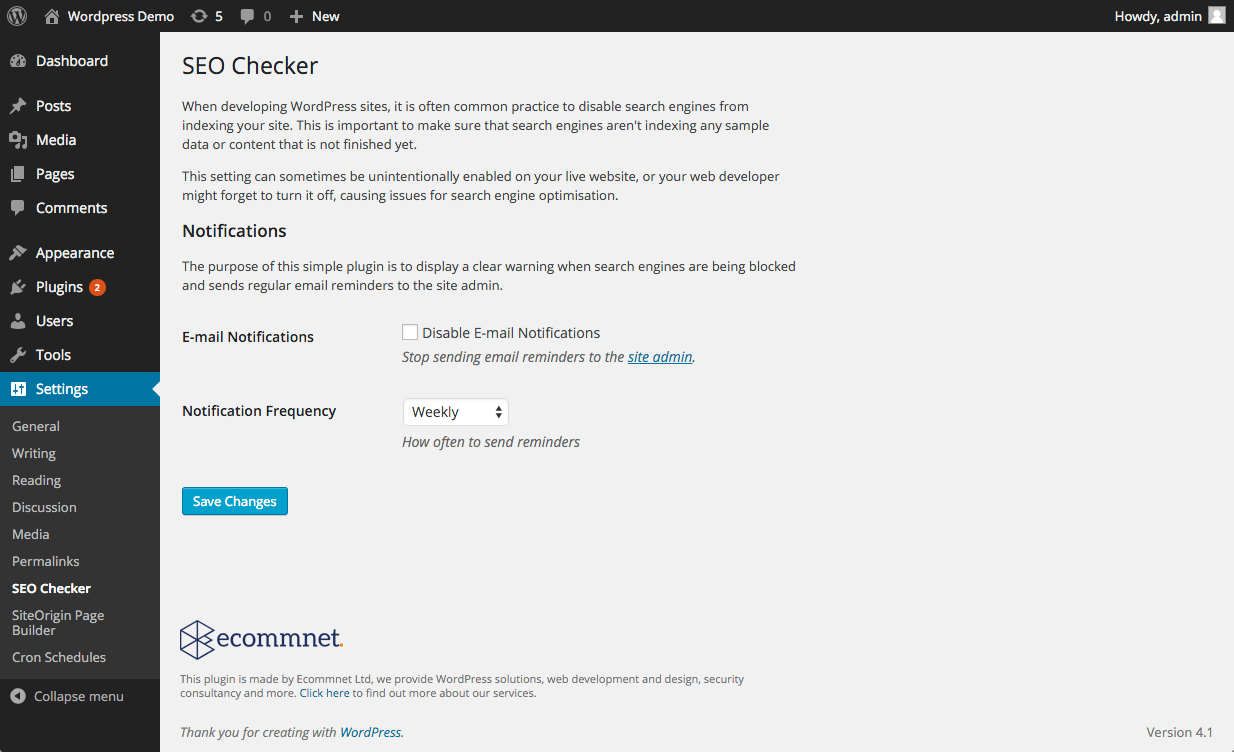 Wordpress Demo 5 0 New Howdy, admin
Dashboard
Posts
Media
Pages
Comments
Appearance
Plugins 2
Users
Tools
Settings
General
Writing
Reading
Discussion
Media
Permalinks
SEO Checker
SiteOrigin Page
Builder
Cron Schedules
Collapse menu
SEO Checker
When developing WordPress sites, it is often common practice to disable search engines from
indexing your site. This is important to make sure that search engines aren't indexing any sample
data or content that is not finished yet.
This setting can sometimes be unintentionally enabled on your live website, or your web developer
might forget to turn it off, causing issues for search engine optimisation.
Notifications
The purpose of this simple plugin is to display a clear warning when search engines are being blocked
and sends regular email reminders to the site admin.
E-mail Notifications
Disable E-mail Notifications
Stop sending email reminders to the site admin.
Notification Frequency
Weekly
How often to send reminders
Save Changes
ecommnet.
This plugin is made by Ecommnet Ltd, we provide WordPress solutions, web development and design, security
consultancy and more. Click here to find out more about our services.
Thank you for creating with WordPress.
Version 4.1